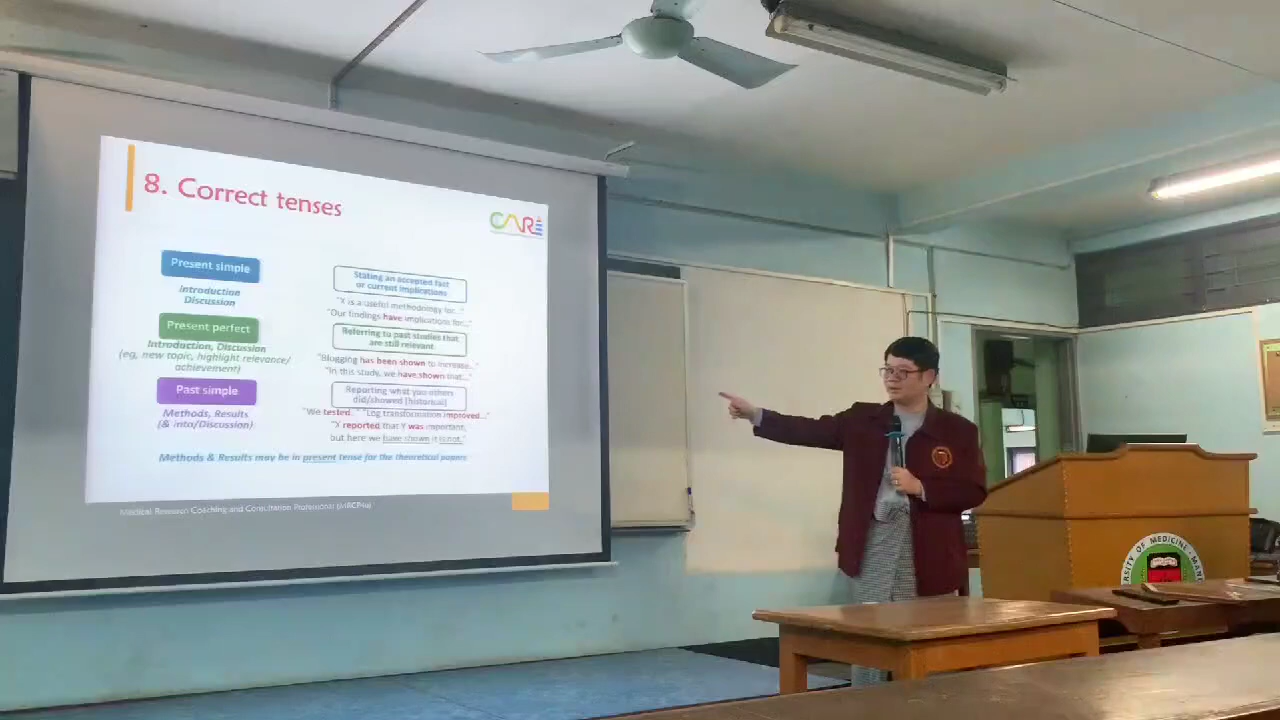 8. Correct tenses
CARE
Present simple
Introduction
Discussion
Stating an accepted fact
or current implications
"X is a useful methodology for..."
"Our findings have implications for..."
Present perfect
Introduction, Discussion
(eg, new topic, highlight relevance/
achievement)
Referring to past studies that
are still relevant
"Blogging has been shown to increase..."
"In this study, we have shown that..."
Past simple
Methods, Results
(& into/Discussion)
Reporting what you others
did/showed [historical]
"We tested..." "Log transformation improved..."
"X reported that Y was important,
but here we have shown it is not."
Methods & Results may be in present tense for the theoretical papers
Medical Research Coaching and Consultation Professional
OF MEDICINE